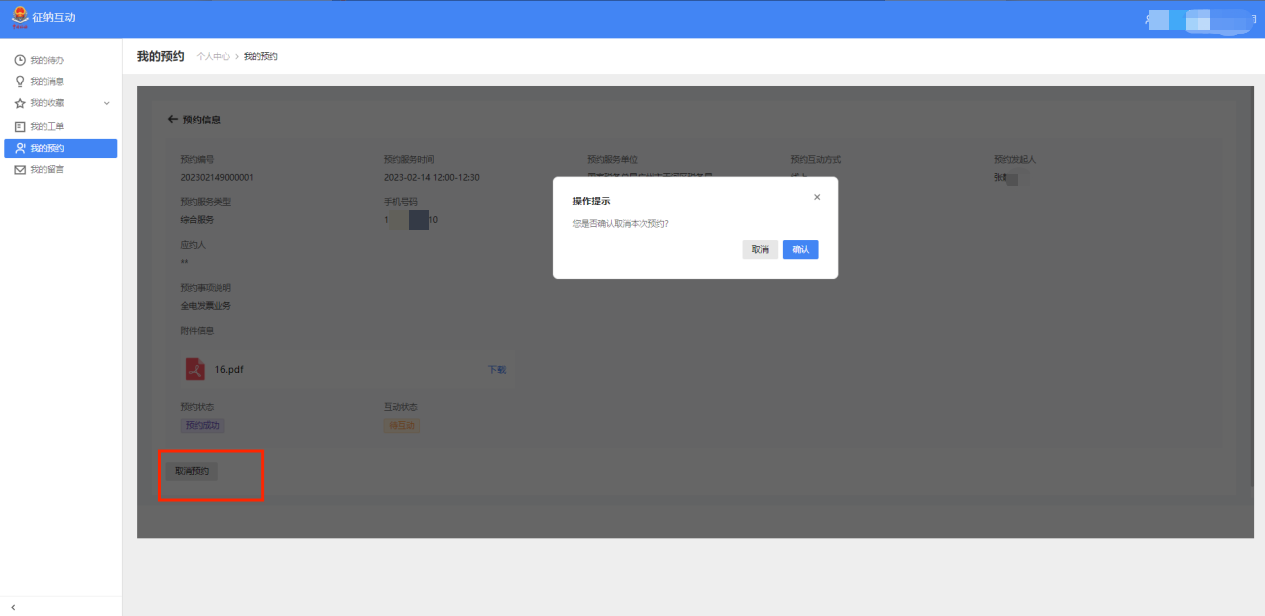 征纳互动
我的待办
我的消息
我的收藏
我的工单
我的预约
我的留言
我的预约 个人中心 > 我的预约
预约信息
预约编号 预约服务时间 预约服务单位 预约互动方式 预约发起人
202302149000001 2023-02-14 12:00-12:30 张
预约服务类型 手机号码
综合服务 1 10
应约人
**
预约事项说明
全电发票业务
附件信息
16.pdf 下载
预约状态 互动状态
预约成功 待互动
取消预约
操作提示
您是否确认取消本次预约?
取消 确认